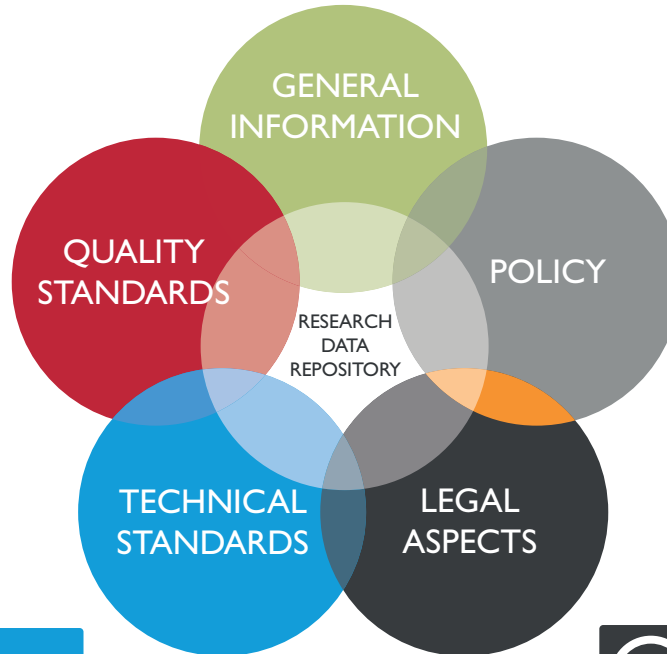 GENERAL
INFORMATION
QUALITY
STANDARDS
POLICY
RESEARCH
DATA
REPOSITORY
TECHNICAL
STANDARDS
LEGAL
ASPECTS